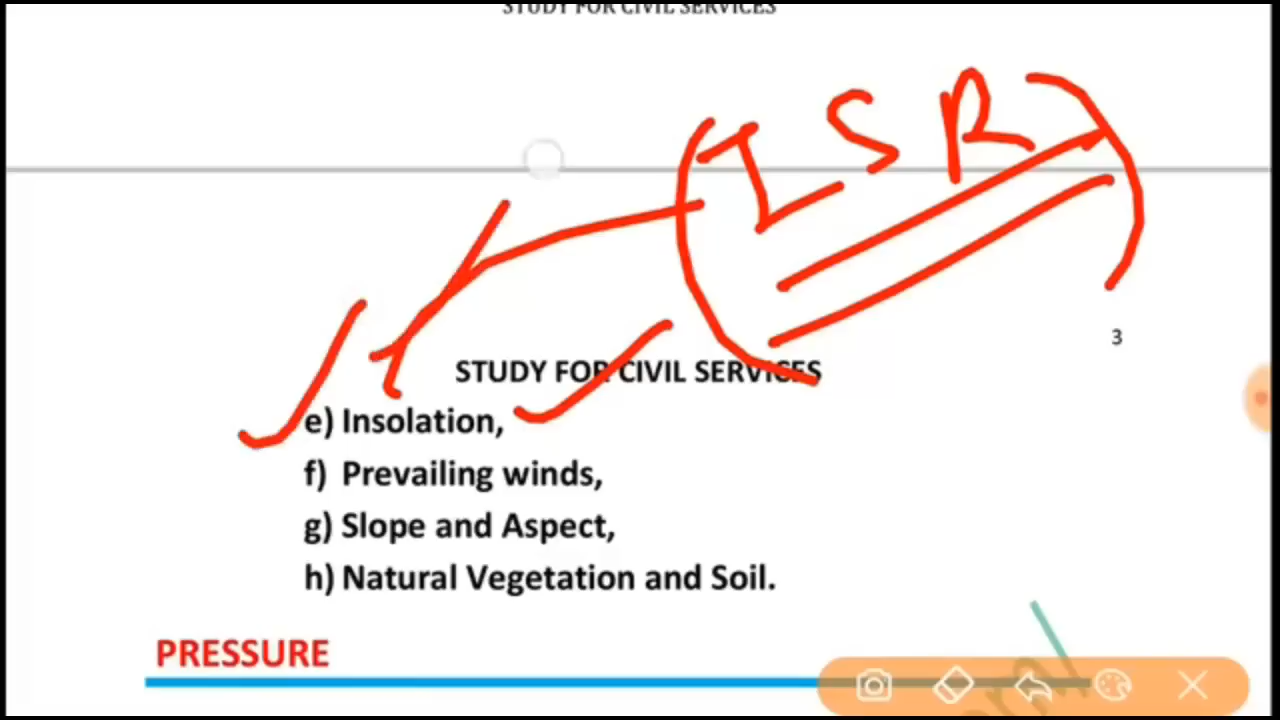 STUDY FOR CIVIL SERVICES
ISR
3
STUDY FOR CIVIL SERVICES
e) Insolation,
f) Prevailing winds,
g) Slope and Aspect,
h) Natural Vegetation and Soil.
PRESSURE